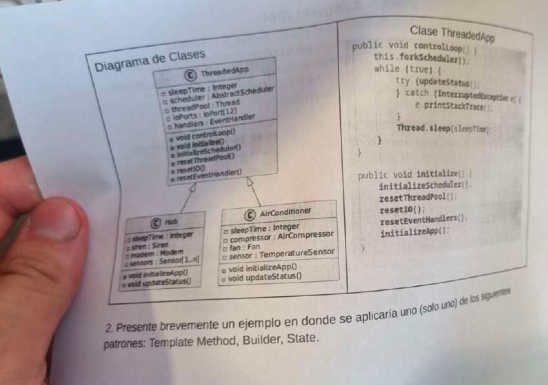 Diagrama de Clases
ThreadedApp
sleepTime : Integer
scheduler : AbstractScheduler
threadPool : Thread
ioPorts : IoPort[12]
handlers : EventHandler
void controlLoop()
void initialize()
initializeScheduler()
resetThreadPool()
resetIO()
resetEventHandler()
Hub
sleepTime : Integer
siren : Siren
modem : Modem
sensors : Sensor[1..n]
void initializeApp()
void updateStatus()
AirConditioner
sleepTime : Integer
compressor : AirCompressor
fan : Fan
sensor : TemperatureSensor
void initializeApp()
void updateStatus()
Clase ThreadedApp
public void controlLoop() {
this.forkScheduler();
while (true) {
try {updateStatus();
} catch (InterruptedException e) {
e.printStackTrace();
}
Thread.sleep(sleepTime);
}
}
public void initialize() {
initializeScheduler();
resetThreadPool();
resetIO();
resetEventHandlers();
initializeApp();
}
2. Presente brevemente un ejemplo en donde se aplicaría uno (solo uno) de los siguientes
patrones: Template Method, Builder, State.